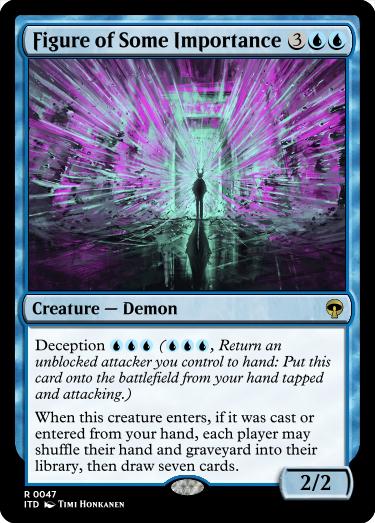 Figure of Some Importance 3
Creature — Demon
Deception (, Return an
unblocked attacker you control to hand: Put this
card onto the battlefield from your hand tapped
and attacking.)
When this creature enters, if it was cast or
entered from your hand, each player may
shuffle their hand and graveyard into their
library, then draw seven cards.
2/2
R 0047
ITD Timi Honkanen